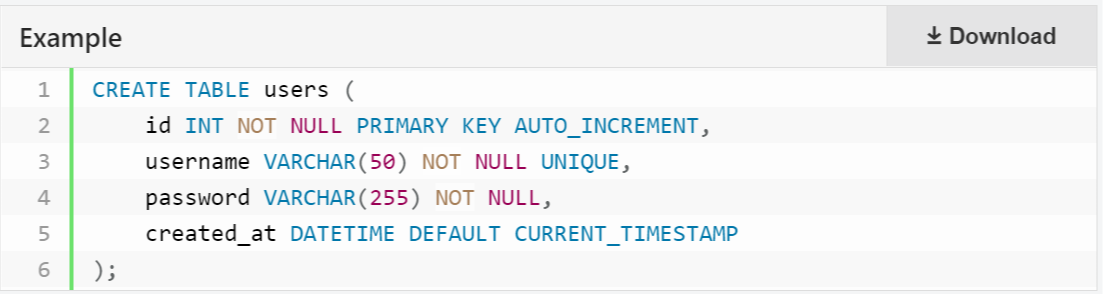 Example
Download
1 CREATE TABLE users (
2     id INT NOT NULL PRIMARY KEY AUTO_INCREMENT,
3     username VARCHAR(50) NOT NULL UNIQUE,
4     password VARCHAR(255) NOT NULL,
5     created_at DATETIME DEFAULT CURRENT_TIMESTAMP
6 );